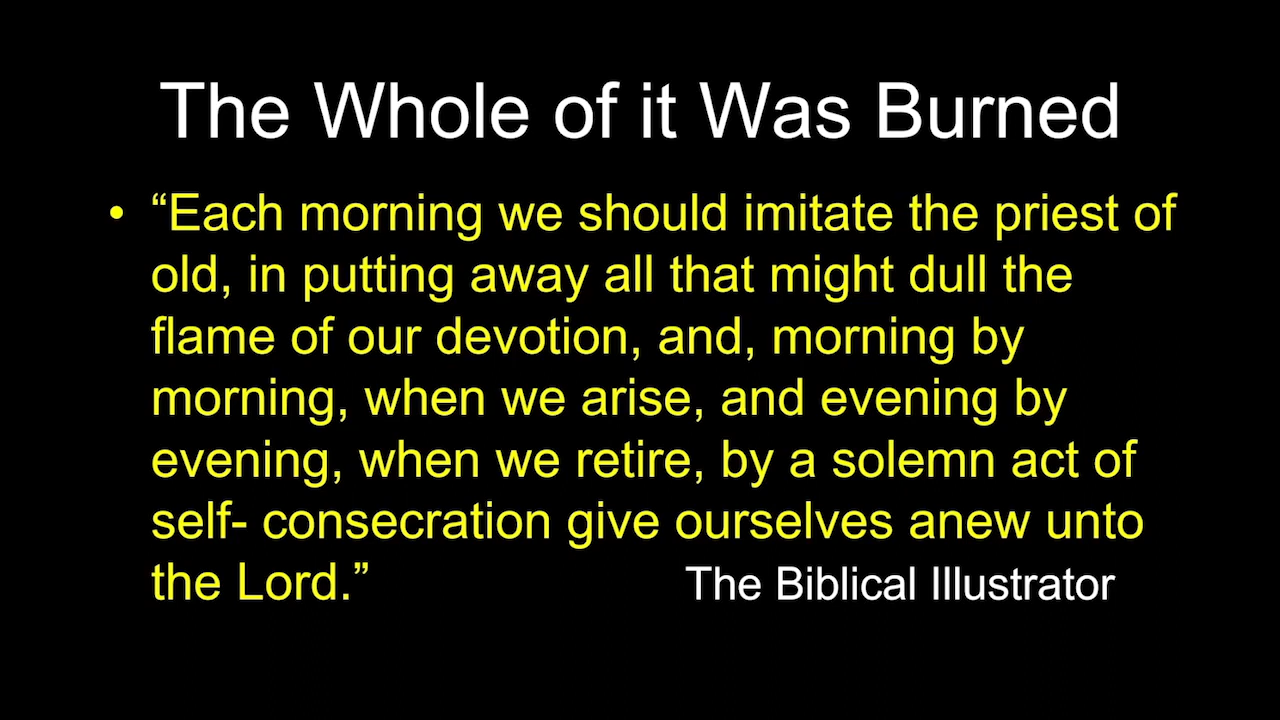 The Whole of it Was Burned
• “Each morning we should imitate the priest of
old, in putting away all that might dull the
flame of our devotion, and, morning by
morning, when we arise, and evening by
evening, when we retire, by a solemn act of
self- consecration give ourselves anew unto
the Lord.” The Biblical Illustrator